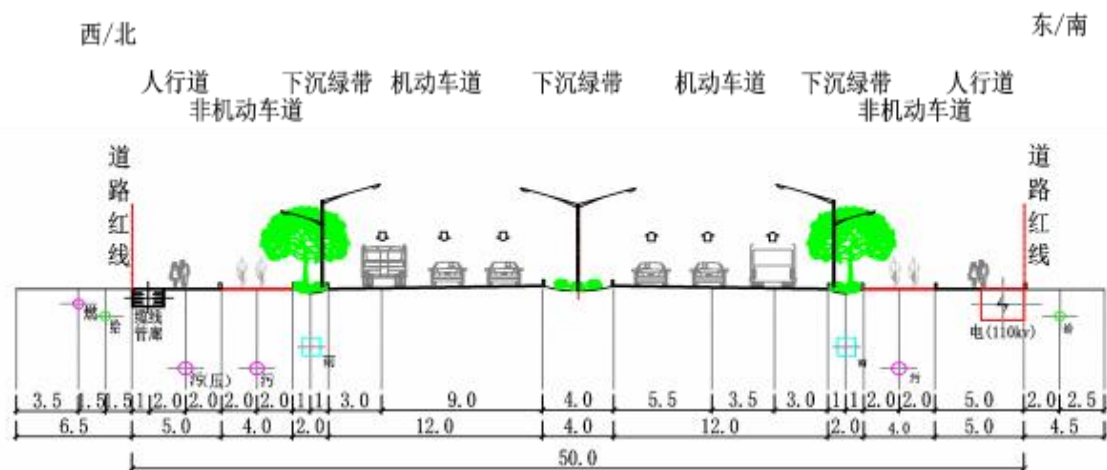 西/北
东/南
人行道 下沉绿带 机动车道 下沉绿带 机动车道 下沉绿带 人行道
非机动车道 非机动车道
道路红线
道路红线
燃
给
缆线
管廊
污(压)
污
雨
雨
污
电(110kv)
给
3.5 1.5 1.5 1 2.0 2.0 2.0 2.0 1 1 3.0 9.0 4.0 5.5 3.5 3.0 1 1 2.0 2.0 5.0 2.0 2.5
6.5 5.0 4.0 2.0 12.0 4.0 12.0 2.0 4.0 5.0 4.5
50.0